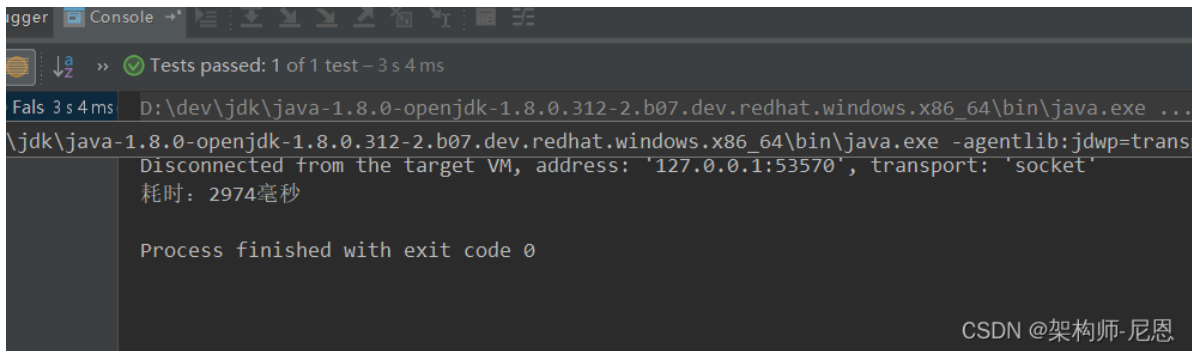 ugger Console
Tests passed: 1 of 1 test – 3 s 4 ms
Fals 3 s 4 ms D:\dev\jdk\java-1.8.0-openjdk-1.8.0.312-2.b07.dev.redhat.windows.x86_64\bin\java.exe ...
\jdk\java-1.8.0-openjdk-1.8.0.312-2.b07.dev.redhat.windows.x86_64\bin\java.exe -agentlib:jdwp=trans
Disconnected from the target VM, address: '127.0.0.1:53570', transport: 'socket'
耗时：2974毫秒
Process finished with exit code 0
CSDN @架构师-尼恩